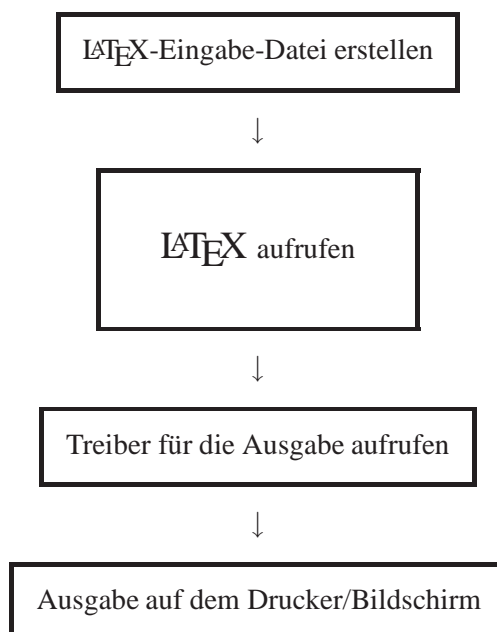 LATEX-Eingabe-Datei erstellen
↓
LATEX aufrufen
↓
Treiber für die Ausgabe aufrufen
↓
Ausgabe auf dem Drucker/Bildschirm